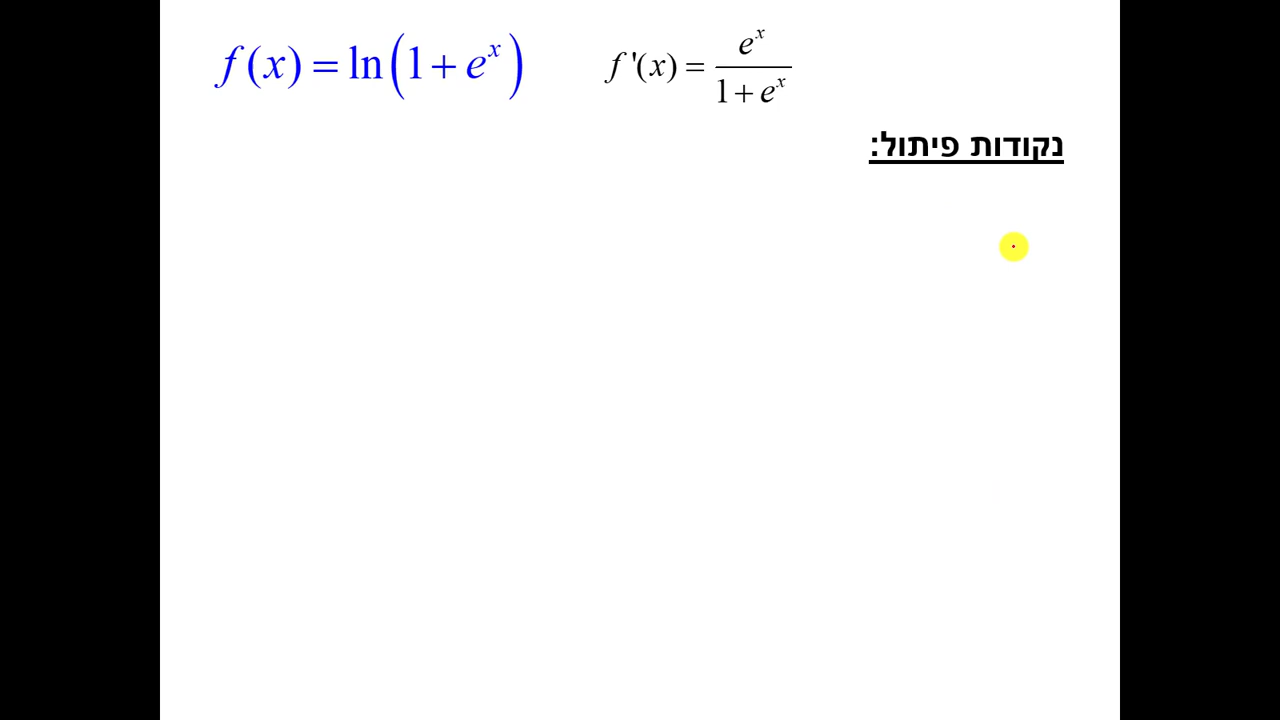 f(x) = ln(1 + e^x) f'(x) = e^x / (1 + e^x)
נקודות פיתול: